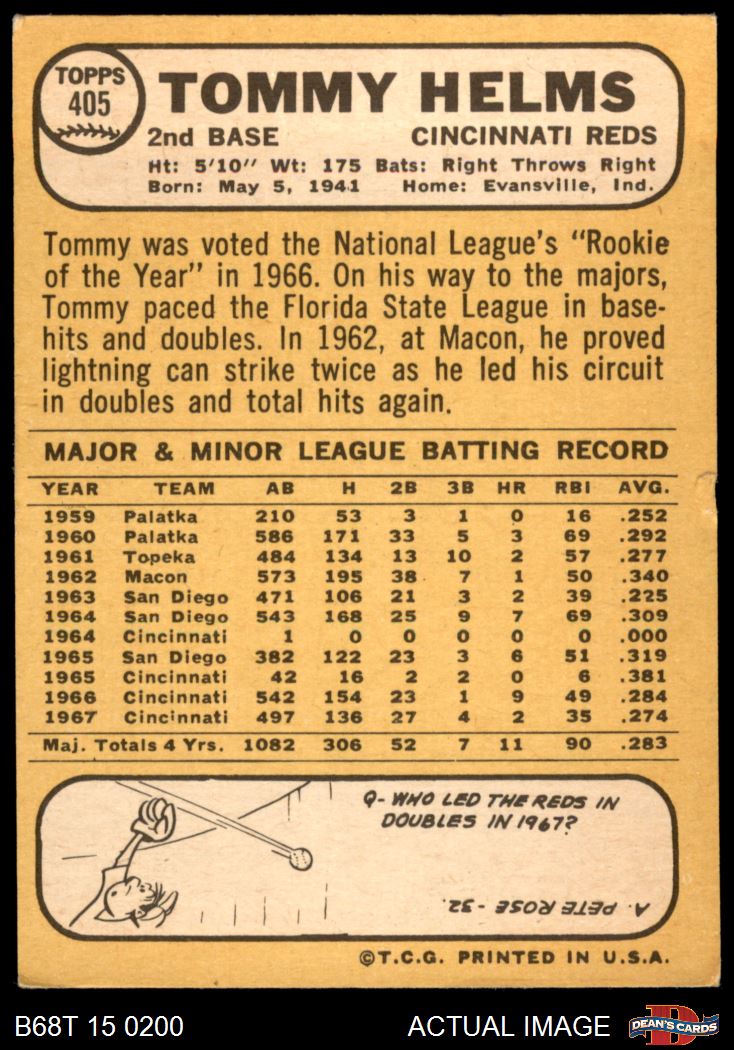 TOPPS
405
TOMMY HELMS
2nd BASE CINCINNATI REDS
Ht: 5'10" Wt: 175 Bats: Right Throws Right
Born: May 5, 1941 Home: Evansville, Ind.
Tommy was voted the National League's "Rookie
of the Year" in 1966. On his way to the majors,
Tommy paced the Florida State League in base-
hits and doubles. In 1962, at Macon, he proved
lightning can strike twice as he led his circuit
in doubles and total hits again.
MAJOR & MINOR LEAGUE BATTING RECORD
YEAR TEAM AB H 2B 3B HR RBI AVG.
1959 Palatka 210 53 3 1 0 16 .252
1960 Palatka 586 171 33 5 3 69 .292
1961 Topeka 484 134 13 10 2 57 .277
1962 Macon 573 195 38 7 1 50 .340
1963 San Diego 471 106 21 3 2 39 .225
1964 San Diego 543 168 25 9 7 69 .309
1964 Cincinnati 1 0 0 0 0 0 .000
1965 San Diego 382 122 23 3 6 51 .319
1965 Cincinnati 42 16 2 2 0 6 .381
1966 Cincinnati 542 154 23 1 9 49 .284
1967 Cincinnati 497 136 27 4 2 35 .274
Maj. Totals 4 Yrs. 1082 306 52 7 11 90 .283
Q- WHO LED THE REDS IN
DOUBLES IN 1967?
A. PETE ROSE - 32.
©T.C.G. PRINTED IN U.S.A.
B68T 15 0200 ACTUAL IMAGE DEAN'S CARDS